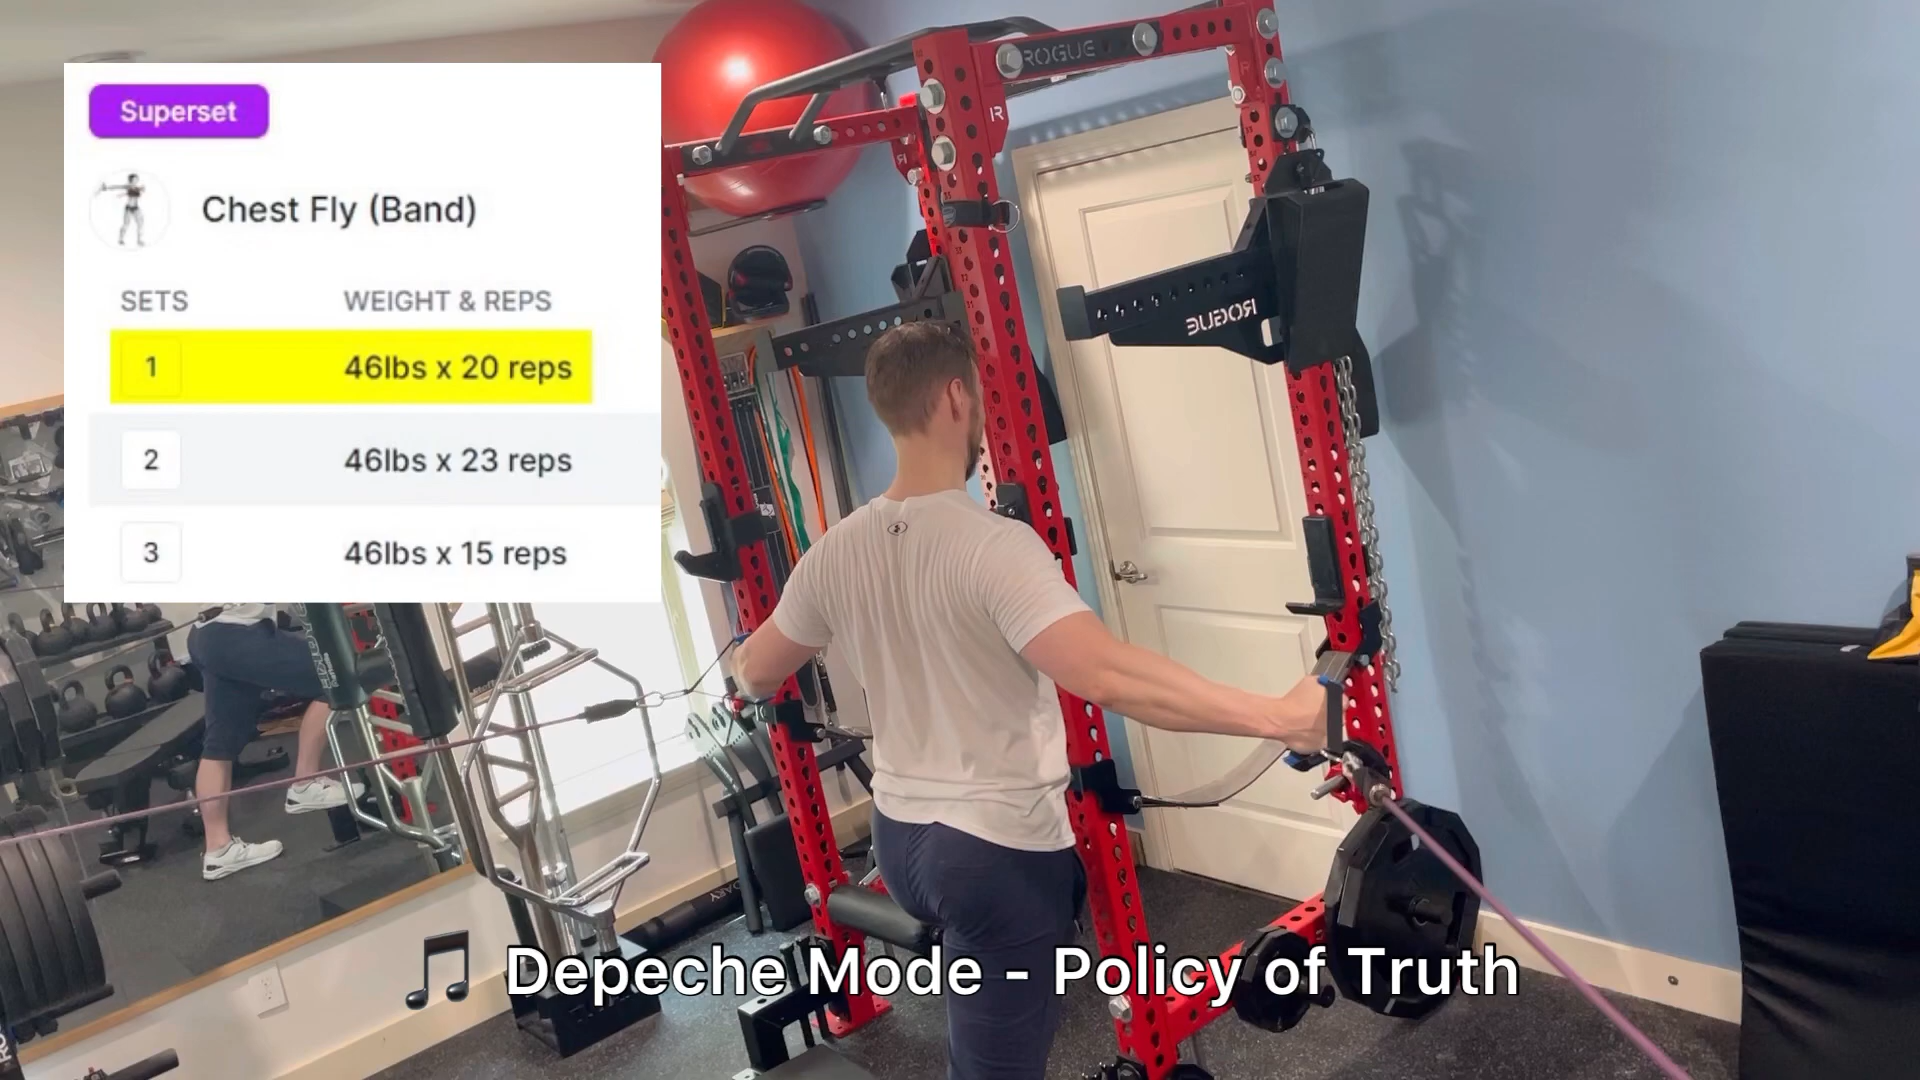 Superset
Chest Fly (Band)
SETS WEIGHT & REPS
1 46lbs x 20 reps
2 46lbs x 23 reps
3 46lbs x 15 reps
ROGUE
R
ROGUE
🎵 Depeche Mode - Policy of Truth